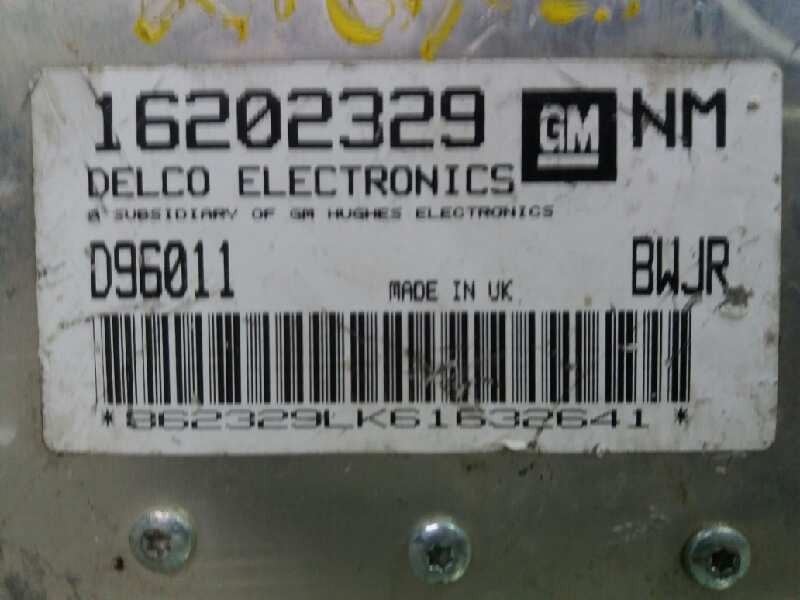 16202329 GM NM
DELCO ELECTRONICS
A SUBSIDIARY OF GM HUGHES ELECTRONICS
D96011 MADE IN UK BWJR
*862329LK61632641*